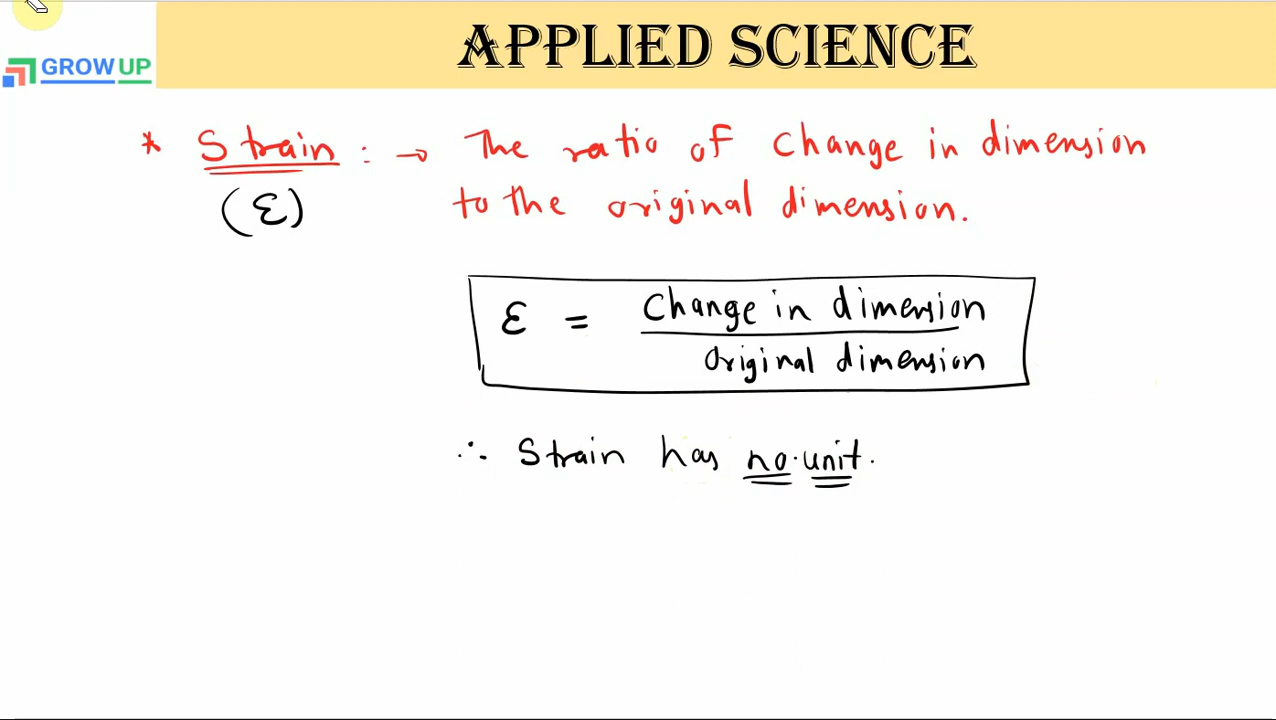 APPLIED SCIENCE
GROW UP
* Strain : → The ratio of change in dimension
(ε) to the original dimension.
ε = Change in dimension
original dimension
∴ Strain has no unit.